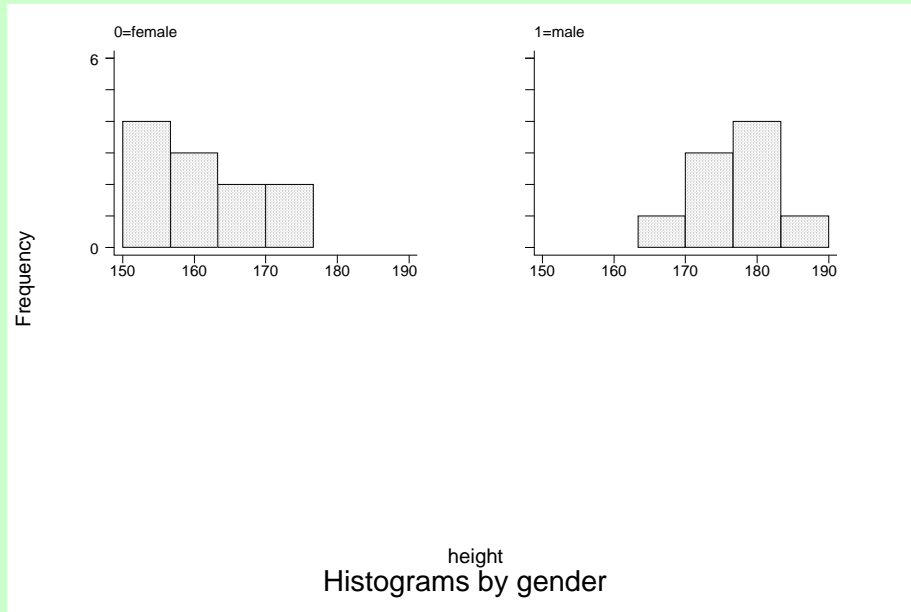 0=female
1=male
6
0
150 160 170 180 190
150 160 170 180 190
Frequency
height
Histograms by gender